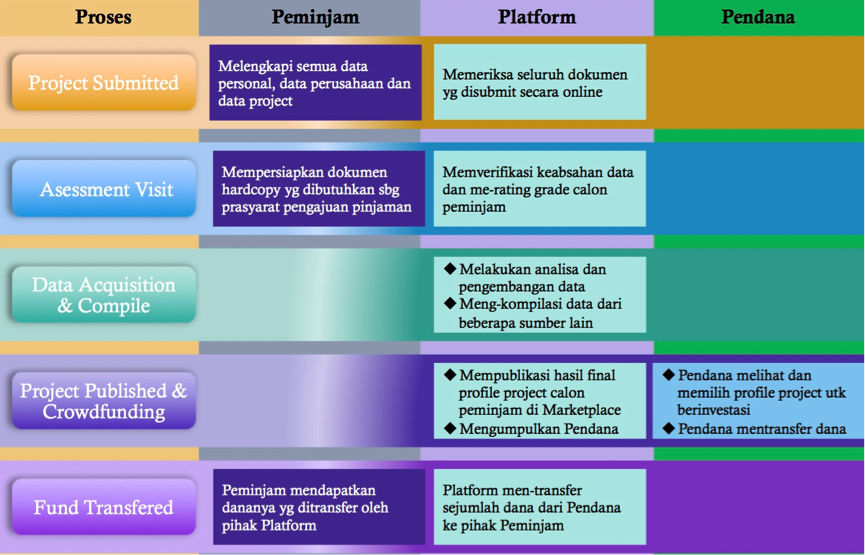 Proses
Peminjam
Platform
Pendana
Project Submitted
Melengkapi semua data
personal, data perusahaan dan
data project
Memeriksa seluruh dokumen
yg disubmit secara online
Asessment Visit
Mempersiapkan dokumen
hardcopy yg dibutuhkan sbg
prasyarat pengajuan pinjaman
Memverifikasi keabsahan data
dan me-rating grade calon
peminjam
Data Acquisition
& Compile
◆ Melakukan analisa dan
pengembangan data
◆ Meng-kompilasi data dari
beberapa sumber lain
Project Published &
Crowdfunding
◆ Mempublikasi hasil final
profile project calon
peminjam di Marketplace
◆ Mengumpulkan Pendana
◆ Pendana melihat dan
memilih profile project utk
berinvestasi
◆ Pendana mentransfer dana
Fund Transfered
Peminjam mendapatkan
dananya yg ditransfer oleh
pihak Platform
Platform men-transfer
sejumlah dana dari Pendana
ke pihak Peminjam